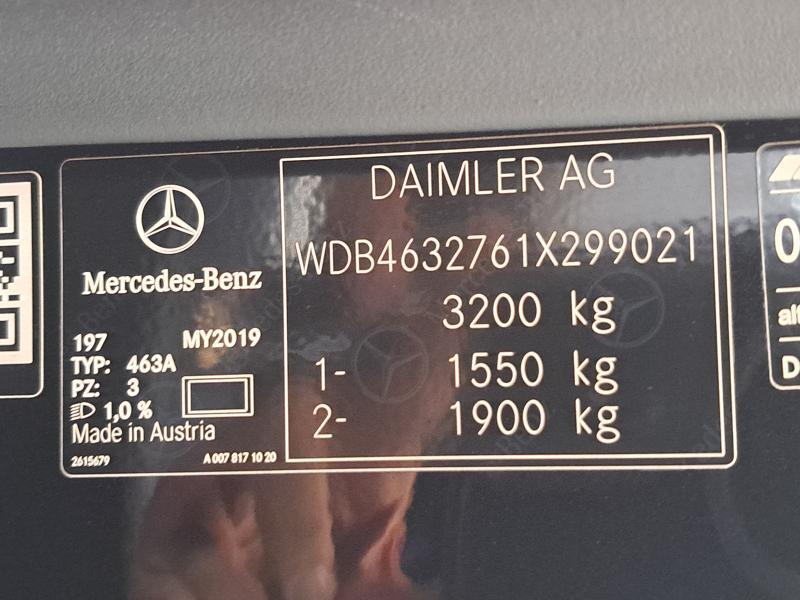 DAIMLER AG
WDB4632761X299021
3200 kg
1- 1550 kg
2- 1900 kg
Mercedes-Benz
197 MY2019
TYP: 463A
PZ: 3
1,0 %
Made in Austria
2615679 A 007 817 10 20